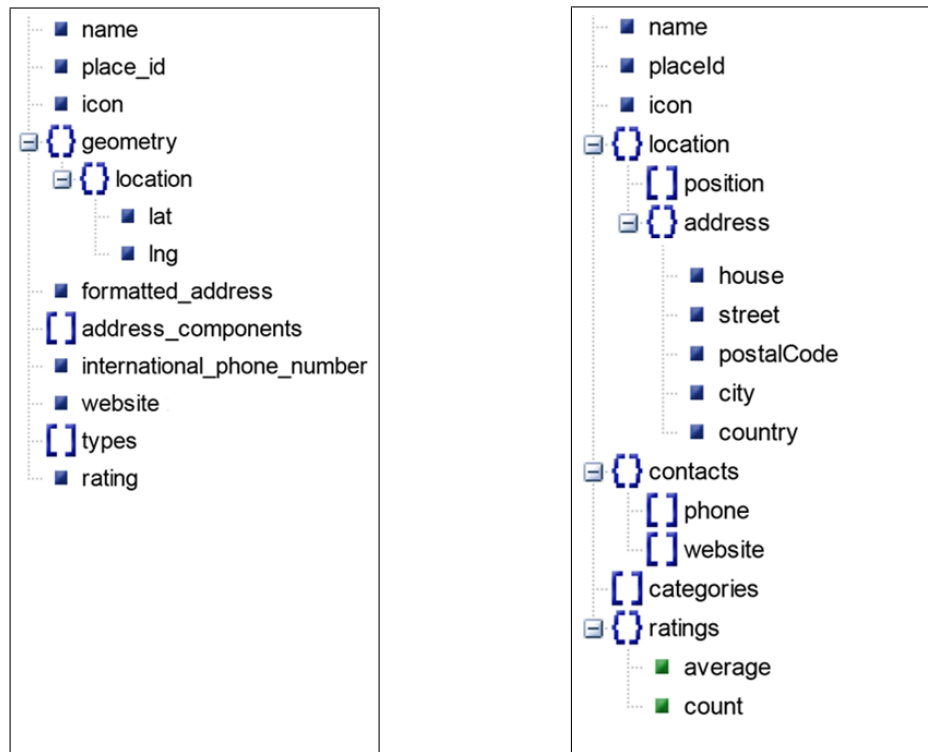 name
place_id
icon
geometry
location
lat
lng
formatted_address
address_components
international_phone_number
website
types
rating
name
placeId
icon
location
position
address
house
street
postalCode
city
country
contacts
phone
website
categories
ratings
average
count